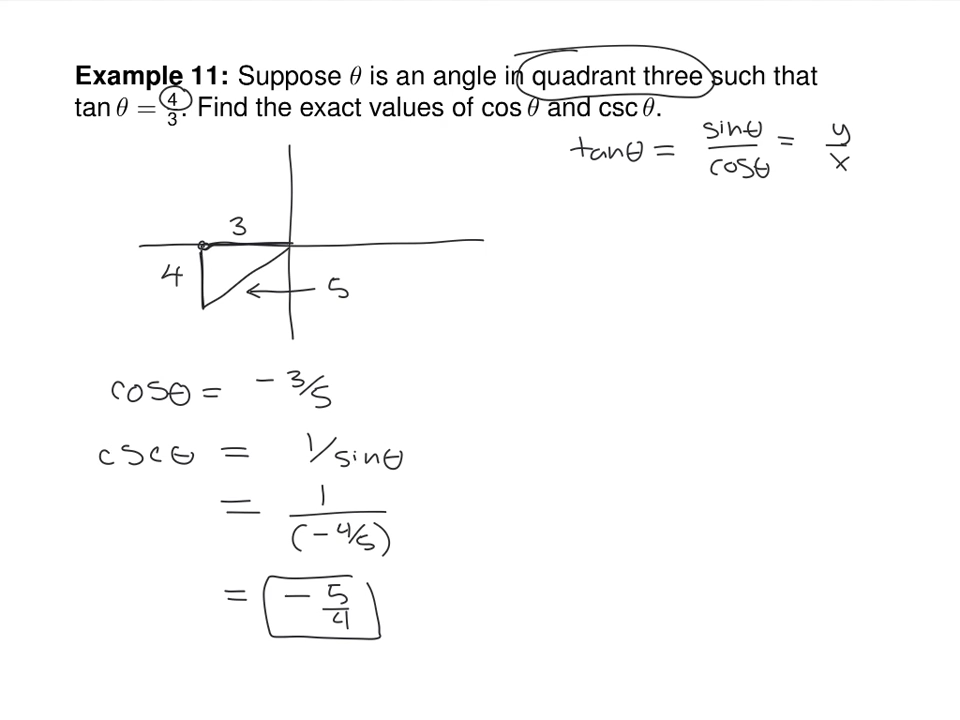 Example 11: Suppose θ is an angle in quadrant three such that
tan θ = 4/3. Find the exact values of cos θ and csc θ.
tanθ = sinθ/cosθ = y/x
3
4
5
cosθ = - 3/5
cscθ = 1/sinθ
= 1/(-4/5)
= - 5/4